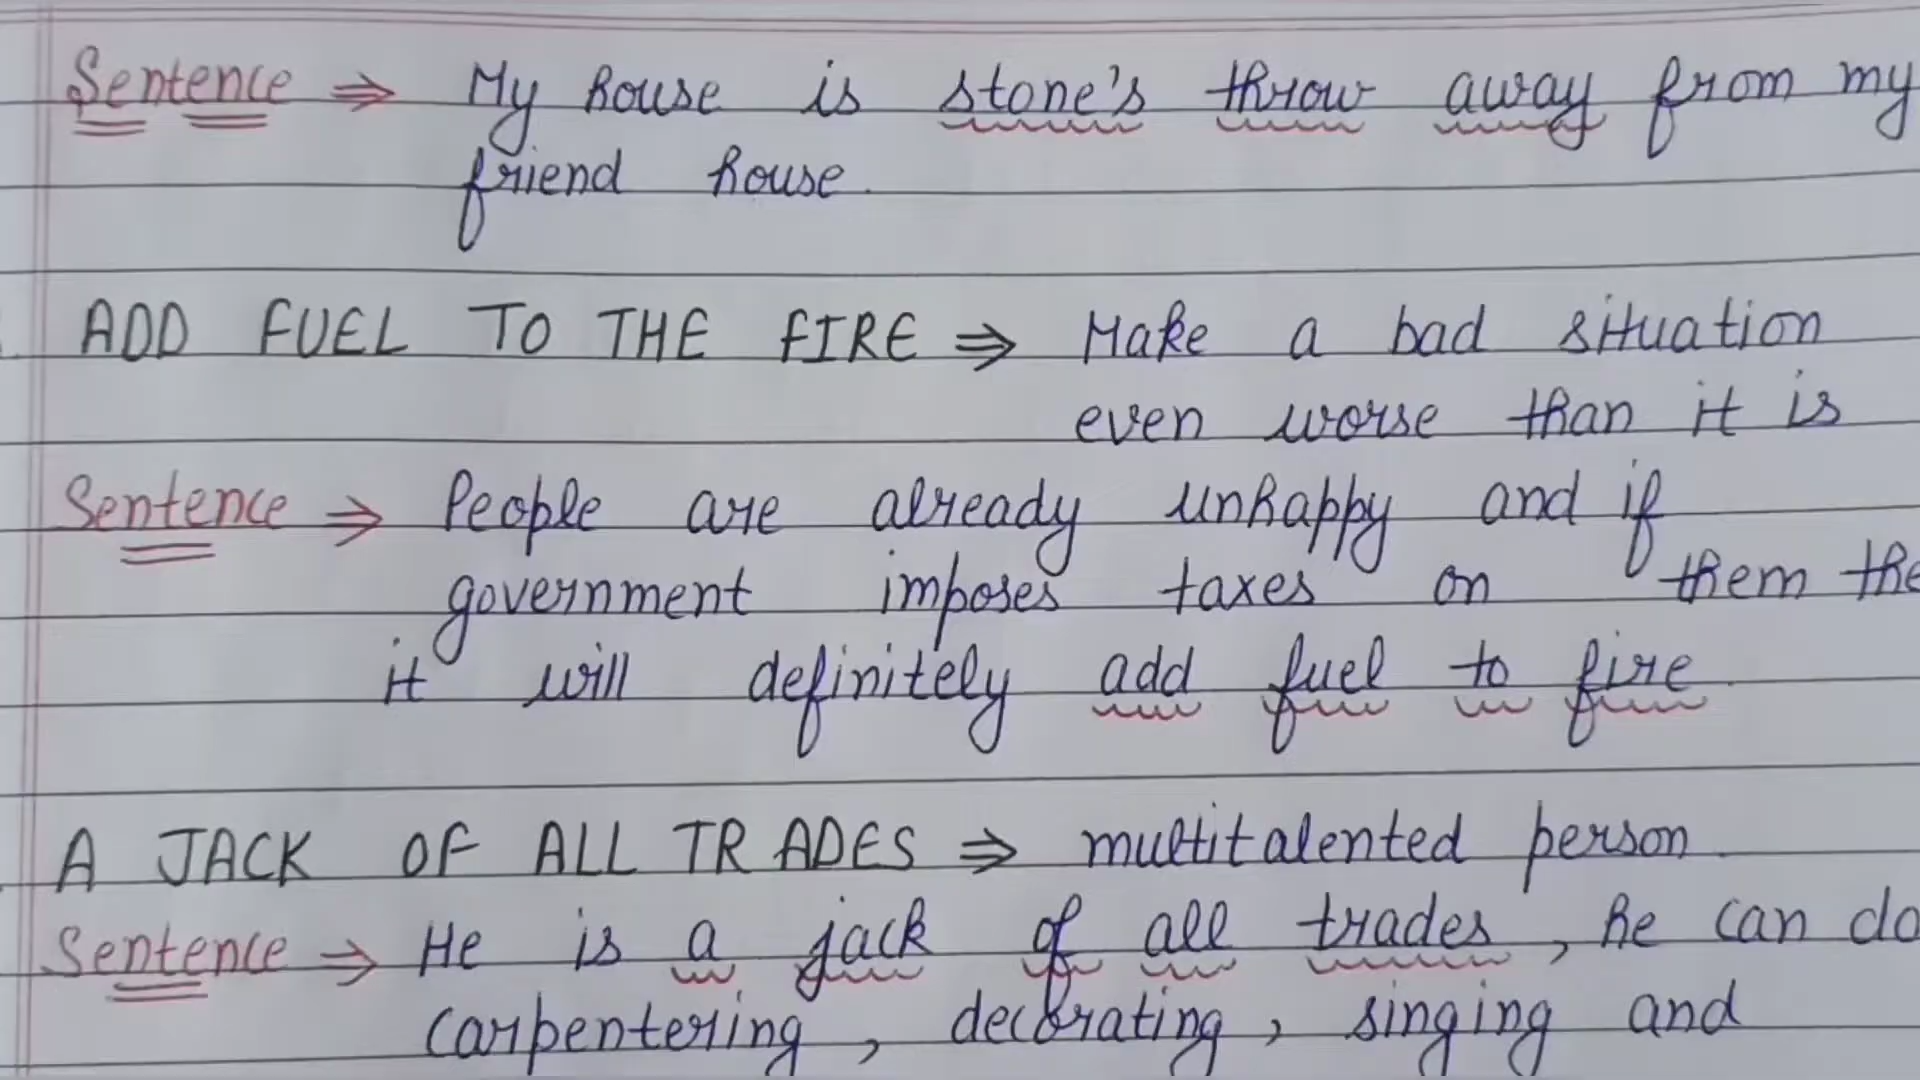 Sentence ⇒ My house is stone's throw away from my
friend house.
ADD FUEL TO THE FIRE ⇒ Make a bad situation
even worse than it is
Sentence ⇒ People are already unhappy and if
government imposes taxes on them the
it will definitely add fuel to fire.
A JACK OF ALL TRADES ⇒ multitalented person.
Sentence ⇒ He is a jack of all trades, he can do
carpentering, decorating, singing and